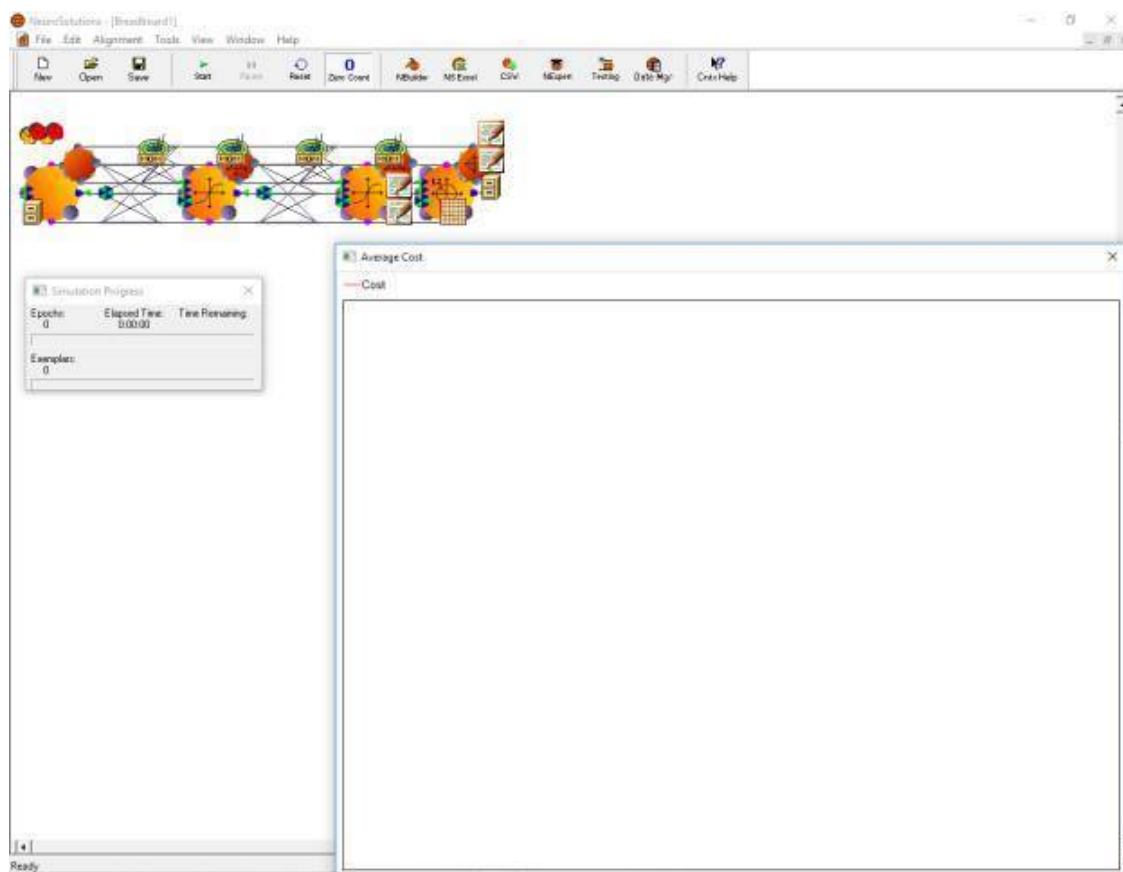 NeuroSolutions - [Breadboard1]
File Edit Alignment Tools View Window Help
New Open Save Start Pause Reset Zero Count NBuilder NS Excel CSW NExpert Testing Data Mgr Cntx Help
Average Cost
Cost
Simulation Progress
Epochs: Elapsed Time: Time Remaining:
0 0:00:00
Exemplars:
0
Ready